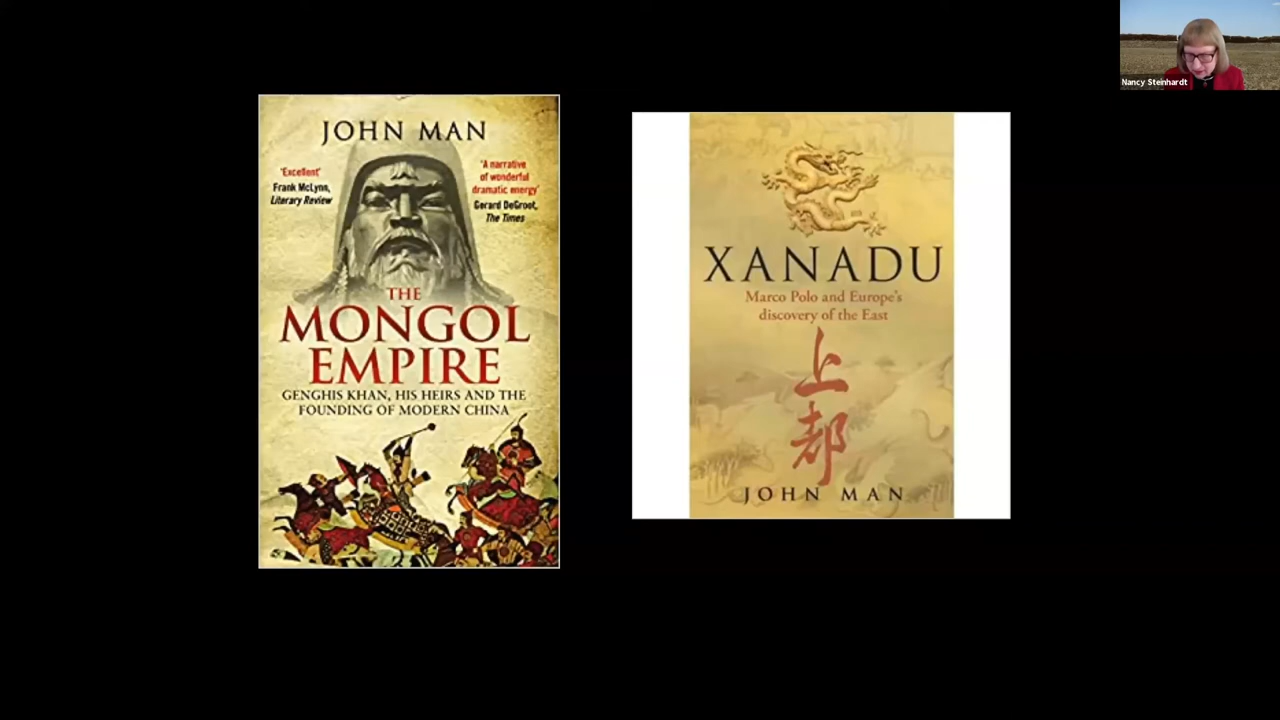 JOHN MAN
'Excellent'
Frank McLynn,
Literary Review
'A narrative
of wonderful
dramatic energy'
Gerard DeGroot,
The Times
THE
MONGOL
EMPIRE
GENGHIS KHAN, HIS HEIRS AND THE
FOUNDING OF MODERN CHINA
XANADU
Marco Polo and Europe's
discovery of the East
上
都
JOHN MAN
Nancy Steinhardt